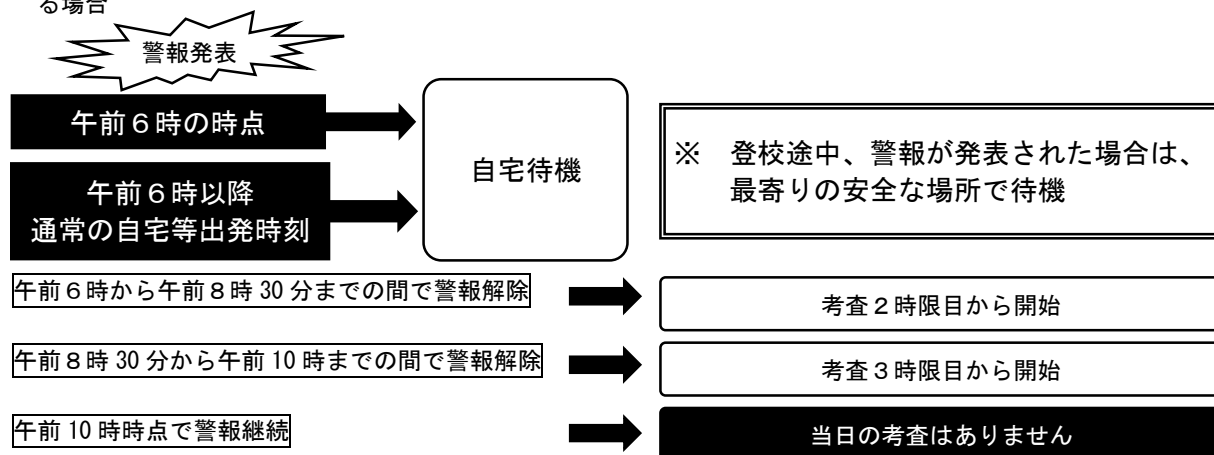 る場合
警報発表
午前６時の時点
午前６時以降
通常の自宅等出発時刻
自宅待機
※　登校途中、警報が発表された場合は、
最寄りの安全な場所で待機
午前６時から午前８時 30 分までの間で警報解除
考査２時限目から開始
午前８時 30 分から午前 10 時までの間で警報解除
考査３時限目から開始
午前 10 時時点で警報継続
当日の考査はありません